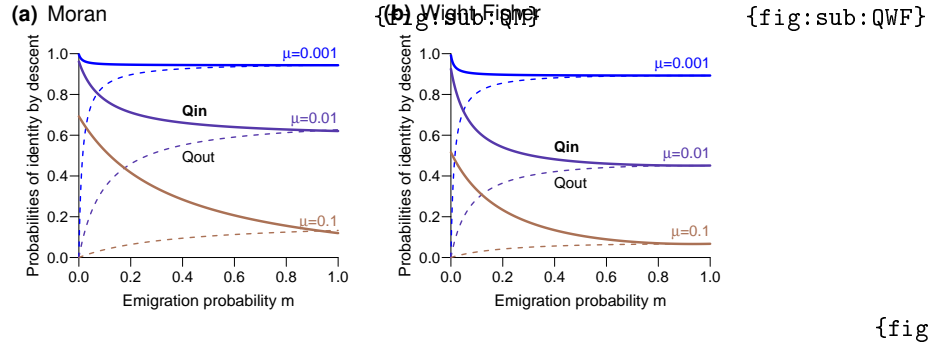 (a) Moran
{fig:sub:QM}
(b) Wight-Fisher
{fig:sub:QWF}
Probabilities of identity by descent
1.0
0.8
0.6
0.4
0.2
0.0
μ=0.001
Qin
μ=0.01
Qout
μ=0.1
0.0 0.2 0.4 0.6 0.8 1.0
Emigration probability m
Probabilities of identity by descent
1.0
0.8
0.6
0.4
0.2
0.0
μ=0.001
Qin
μ=0.01
Qout
μ=0.1
0.0 0.2 0.4 0.6 0.8 1.0
Emigration probability m
{fig